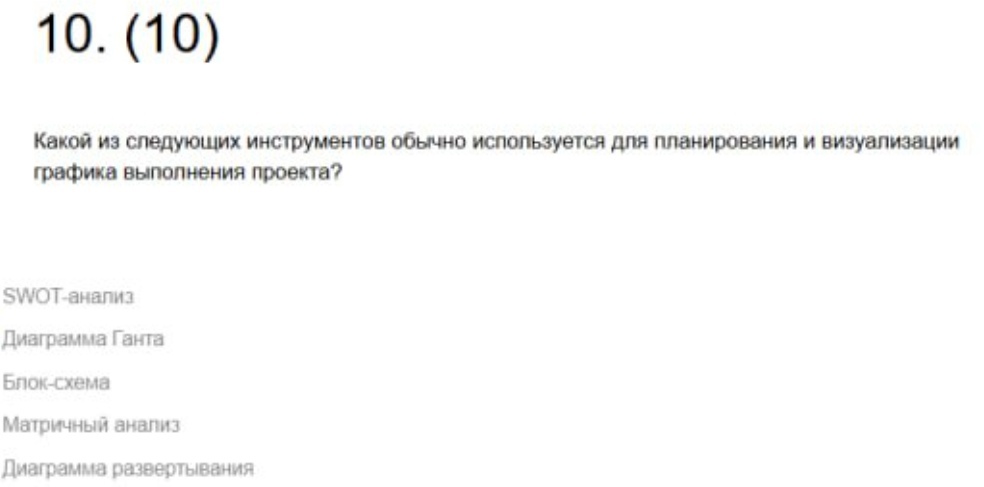 10. (10)
Какой из следующих инструментов обычно используется для планирования и визуализации
графика выполнения проекта?
SWOT-анализ
Диаграмма Ганта
Блок-схема
Матричный анализ
Диаграмма развертывания